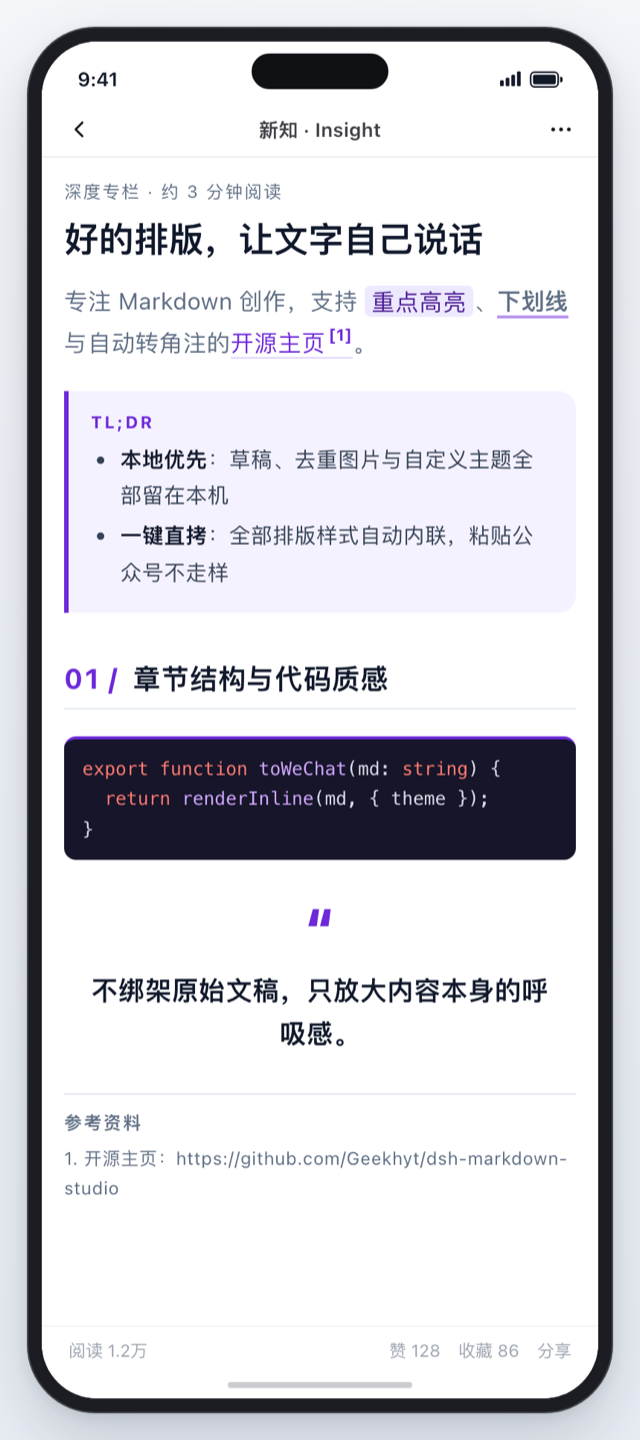 9:41
新知 · Insight
深度专栏 · 约 3 分钟阅读
好的排版，让文字自己说话
专注 Markdown 创作，支持 重点高亮、下划线
与自动转角注的开源主页[1]。
TL;DR
• 本地优先：草稿、去重图片与自定义主题全
部留在本机
• 一键直拷：全部排版样式自动内联，粘贴公
众号不走样
01 / 章节结构与代码质感
export function toWeChat(md: string) {
  return renderInline(md, { theme });
}
"
不绑架原始文稿，只放大内容本身的呼
吸感。
参考资料
1. 开源主页：https://github.com/Geekhyt/dsh-markdown-
studio
阅读 1.2万 赞 128 收藏 86 分享